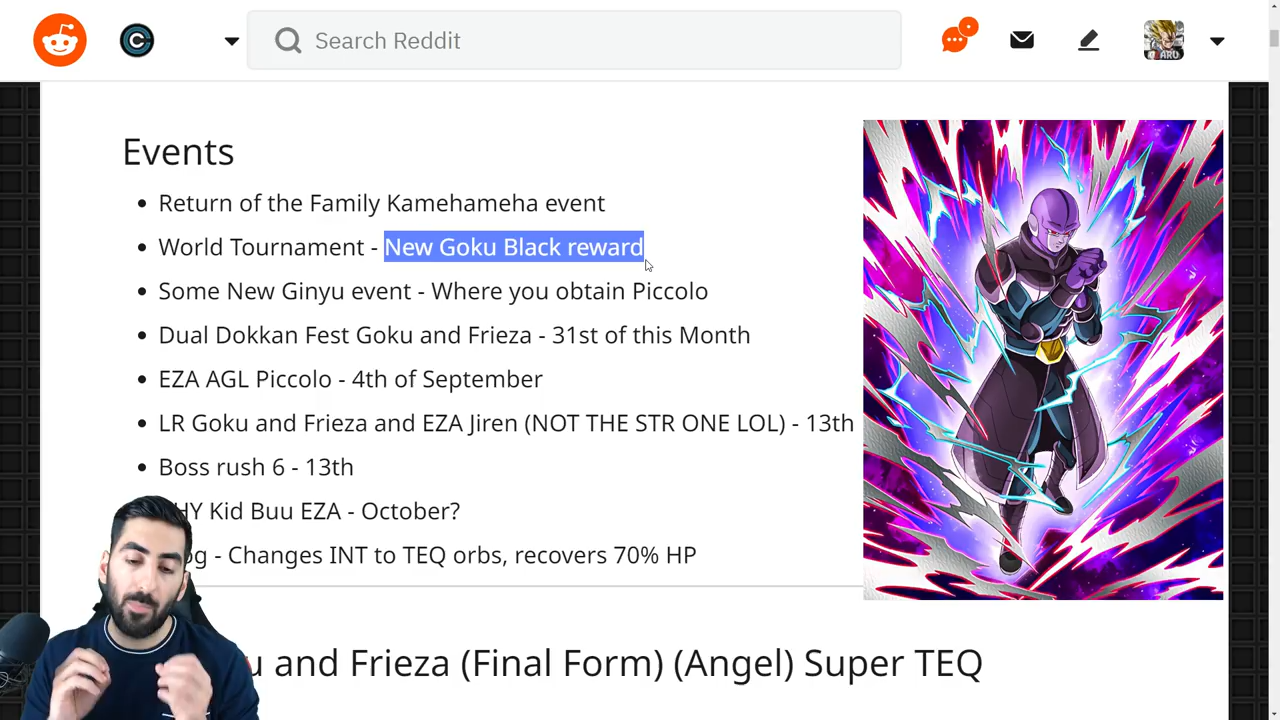 Search Reddit
Events
Return of the Family Kamehameha event
World Tournament - New Goku Black reward
Some New Ginyu event - Where you obtain Piccolo
Dual Dokkan Fest Goku and Frieza - 31st of this Month
EZA AGL Piccolo - 4th of September
LR Goku and Frieza and EZA Jiren (NOT THE STR ONE LOL) - 13th
Boss rush 6 - 13th
Kid Buu EZA - October?
- Changes INT to TEQ orbs, recovers 70% HP
and Frieza (Final Form) (Angel) Super TEQ